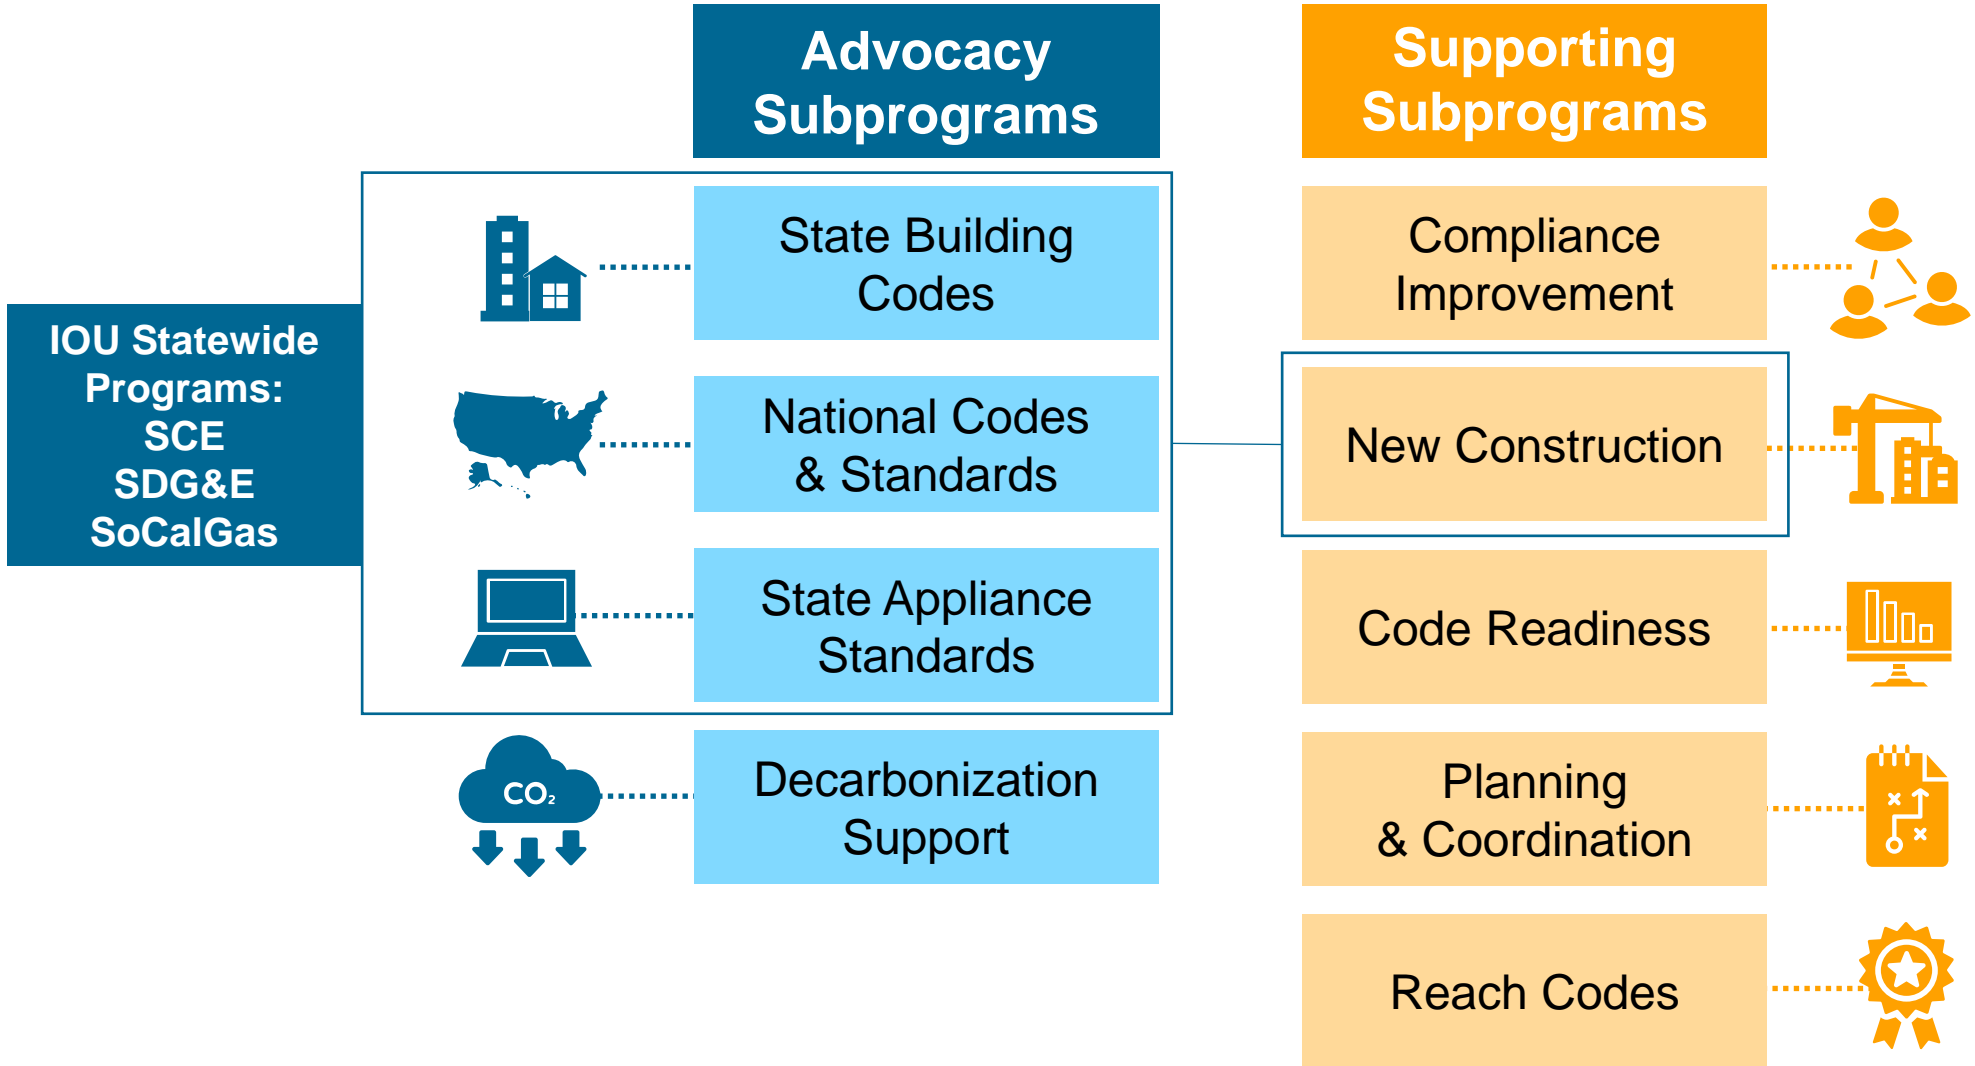 Advocacy
Subprograms
Supporting
Subprograms
IOU Statewide
Programs:
SCE
SDG&E
SoCalGas
State Building
Codes
National Codes
& Standards
State Appliance
Standards
CO₂
Decarbonization
Support
Compliance
Improvement
New Construction
Code Readiness
Planning
& Coordination
Reach Codes